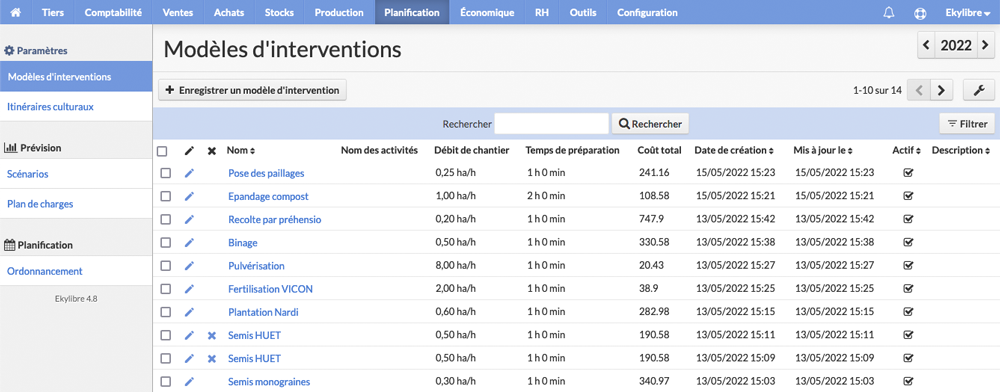 Tiers Comptabilité Ventes Achats Stocks Production Planification Économique RH Outils Configuration Ekylibre
Paramètres
Modèles d'interventions
Itinéraires culturaux
Prévision
Scénarios
Plan de charges
Planification
Ordonnancement
Ekylibre 4.8
Modèles d'interventions
2022
Enregistrer un modèle d'intervention
1-10 sur 14
Rechercher Rechercher Filtrer
Nom Nom des activités Débit de chantier Temps de préparation Coût total Date de création Mis à jour le Actif Description
Pose des paillages 0,25 ha/h 1 h 0 min 241.16 15/05/2022 15:23 15/05/2022 15:23
Epandage compost 1,00 ha/h 2 h 0 min 108.58 15/05/2022 15:21 15/05/2022 15:21
Recolte par préhensio 0,20 ha/h 1 h 0 min 747.9 13/05/2022 15:42 13/05/2022 15:42
Binage 0,50 ha/h 1 h 0 min 330.58 13/05/2022 15:38 13/05/2022 15:38
Pulvérisation 8,00 ha/h 1 h 0 min 20.43 13/05/2022 15:27 13/05/2022 15:27
Fertilisation VICON 2,00 ha/h 1 h 0 min 38.9 13/05/2022 15:25 13/05/2022 15:25
Plantation Nardi 0,60 ha/h 1 h 0 min 282.98 13/05/2022 15:15 13/05/2022 15:15
Semis HUET 0,50 ha/h 1 h 0 min 190.58 13/05/2022 15:11 13/05/2022 15:11
Semis HUET 0,50 ha/h 1 h 0 min 190.58 13/05/2022 15:09 13/05/2022 15:09
Semis monograines 0,30 ha/h 1 h 0 min 340.97 13/05/2022 15:03 13/05/2022 15:03